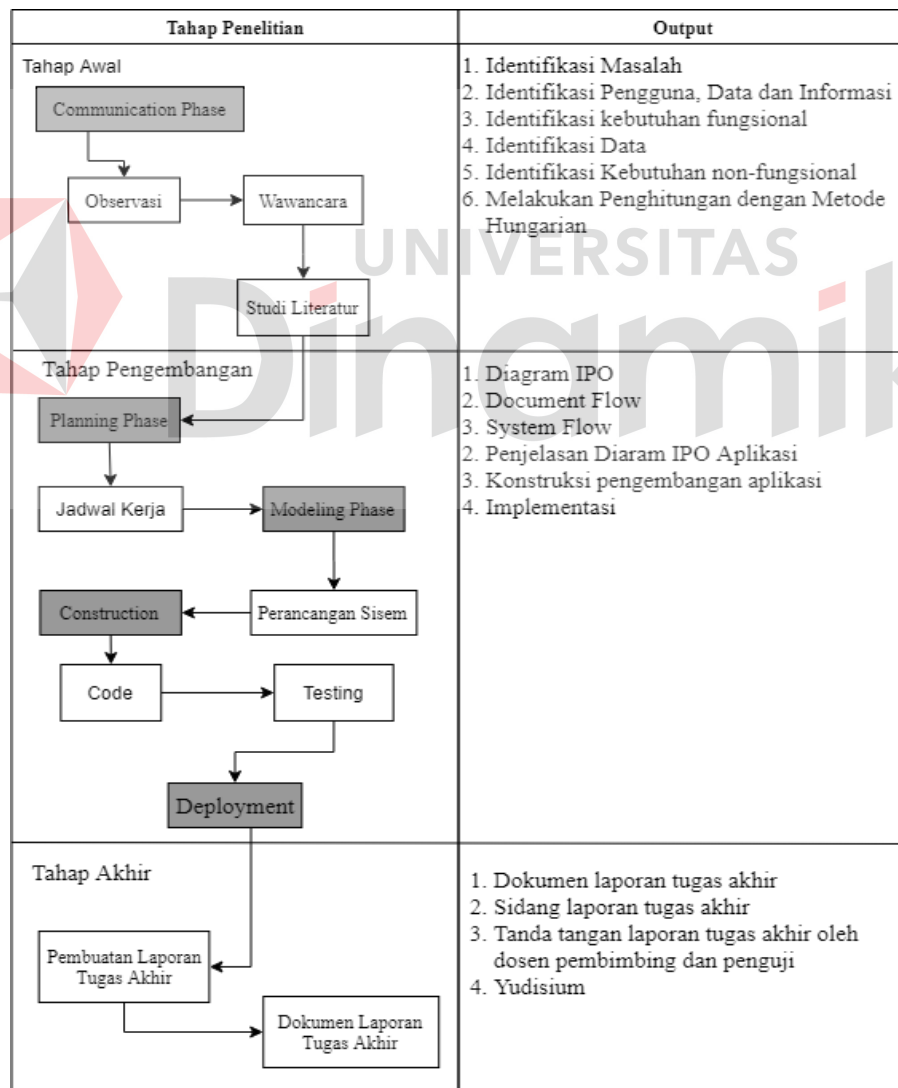 Tahap Penelitian
Output
Tahap Awal
Communication Phase
Observasi
Wawancara
Studi Literatur
1. Identifikasi Masalah
2. Identifikasi Pengguna, Data dan Informasi
3. Identifikasi kebutuhan fungsional
4. Identifikasi Data
5. Identifikasi Kebutuhan non-fungsional
6. Melakukan Penghitungan dengan Metode
Hungarian
UNIVERSITAS
Tahap Pengembangan
Planning Phase
Jadwal Kerja
Modeling Phase
Perancangan Sisem
Construction
Code
Testing
Deployment
1. Diagram IPO
2. Document Flow
3. System Flow
2. Penjelasan Diaram IPO Aplikasi
3. Konstruksi pengembangan aplikasi
4. Implementasi
Tahap Akhir
Pembuatan Laporan
Tugas Akhir
Dokumen Laporan
Tugas Akhir
1. Dokumen laporan tugas akhir
2. Sidang laporan tugas akhir
3. Tanda tangan laporan tugas akhir oleh
dosen pembimbing dan penguji
4. Yudisium